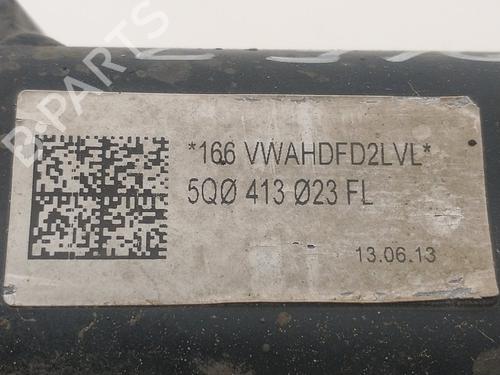 *166 VWAHDFD2LVL*
5QØ 413 Ø23 FL
13.06.13
B-PARTS